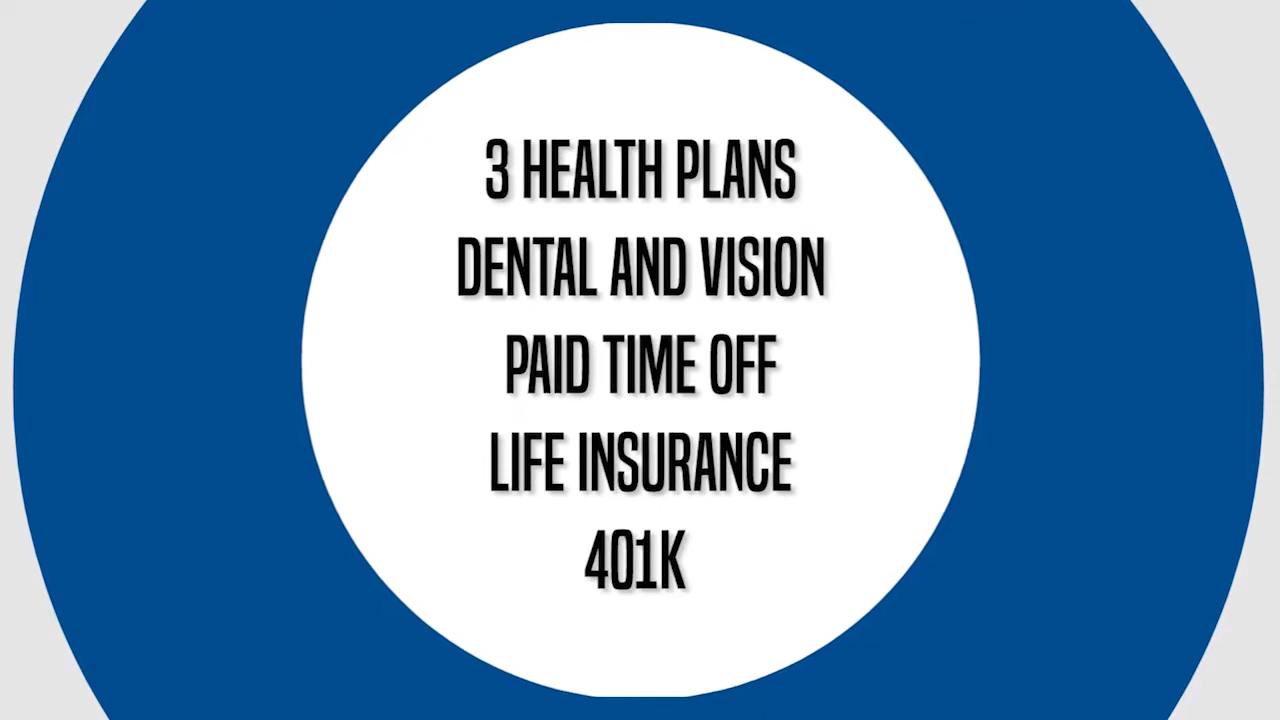 3 HEALTH PLANS
DENTAL AND VISION
PAID TIME OFF
LIFE INSURANCE
401K